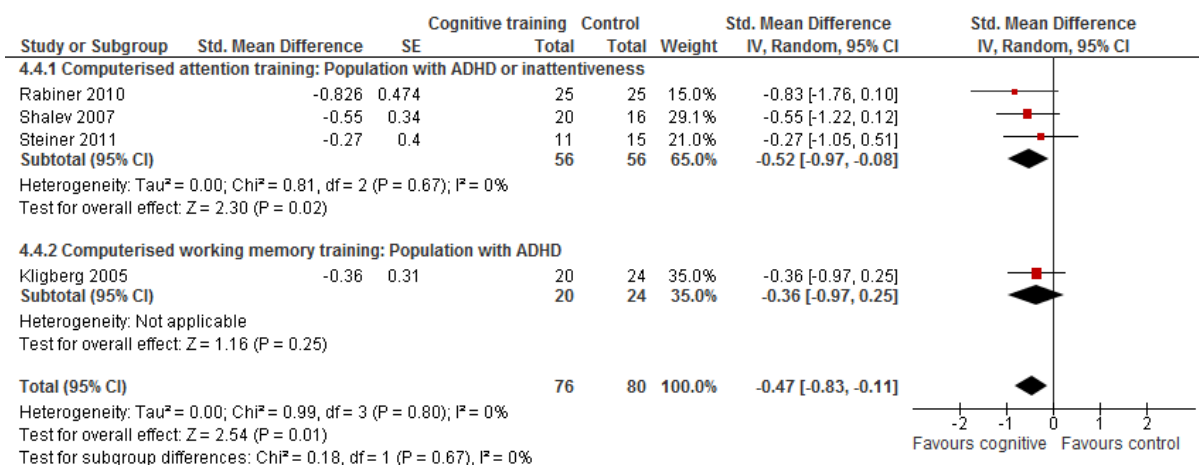 Cognitive training Control Std. Mean Difference Std. Mean Difference
Study or Subgroup Std. Mean Difference SE Total Total Weight IV, Random, 95% CI IV, Random, 95% CI
4.4.1 Computerised attention training: Population with ADHD or inattentiveness
Rabiner 2010 -0.826 0.474 25 25 15.0% -0.83 [-1.76, 0.10]
Shalev 2007 -0.55 0.34 20 16 29.1% -0.55 [-1.22, 0.12]
Steiner 2011 -0.27 0.4 11 15 21.0% -0.27 [-1.05, 0.51]
Subtotal (95% CI) 56 56 65.0% -0.52 [-0.97, -0.08]
Heterogeneity: Tau² = 0.00; Chi² = 0.81, df = 2 (P = 0.67); I² = 0%
Test for overall effect: Z = 2.30 (P = 0.02)
4.4.2 Computerised working memory training: Population with ADHD
Kligberg 2005 -0.36 0.31 20 24 35.0% -0.36 [-0.97, 0.25]
Subtotal (95% CI) 20 24 35.0% -0.36 [-0.97, 0.25]
Heterogeneity: Not applicable
Test for overall effect: Z = 1.16 (P = 0.25)
Total (95% CI) 76 80 100.0% -0.47 [-0.83, -0.11]
Heterogeneity: Tau² = 0.00; Chi² = 0.99, df = 3 (P = 0.80); I² = 0%
Test for overall effect: Z = 2.54 (P = 0.01)
Test for subgroup differences: Chi² = 0.18, df = 1 (P = 0.67), I² = 0%
-2 -1 0 1 2
Favours cognitive Favours control